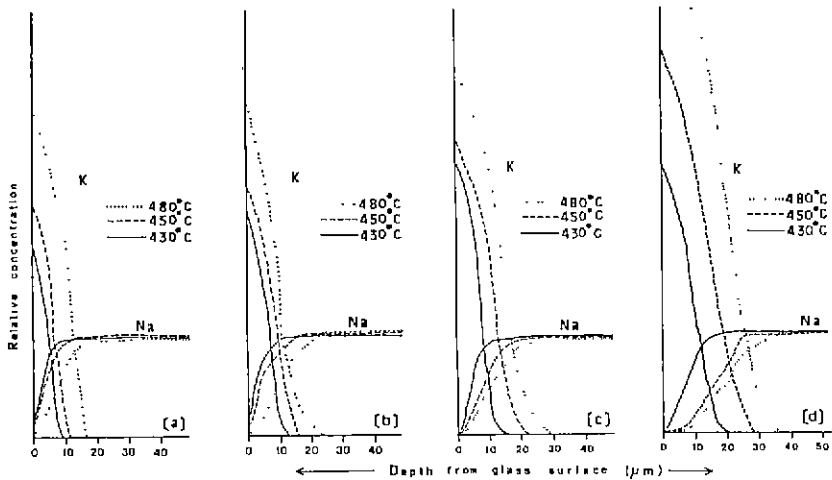 Relative concentration
K
480°C
450°C
430°C
Na
[a]
0 10 20 40
K
480°C
450°C
430°C
Na
[b]
0 10 20 40
K
480°C
450°C
430°C
Na
[c]
0 10 20 30 40
K
480°C
450°C
430°C
Na
[d]
0 10 20 30 40 50
Depth from glass surface (µm)